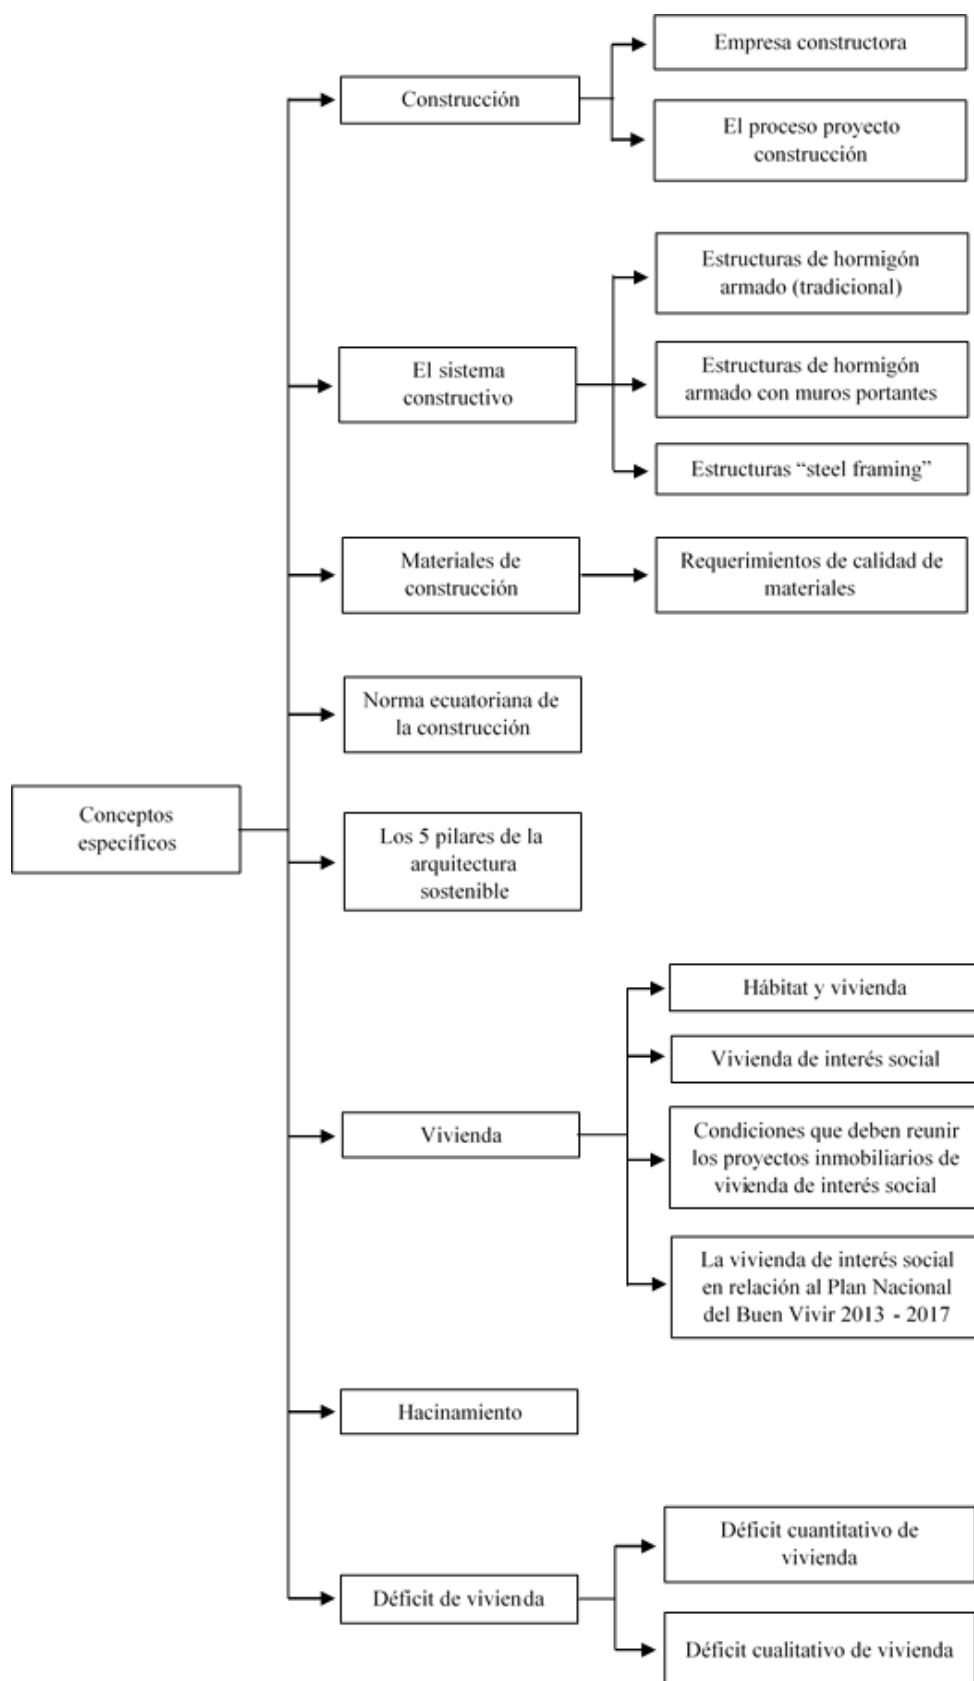 Empresa constructora
Construcción
El proceso proyecto
construcción
Estructuras de hormigón
armado (tradicional)
El sistema
constructivo
Estructuras de hormigón
armado con muros portantes
Estructuras “steel framing”
Materiales de
construcción
Requerimientos de calidad de
materiales
Norma ecuatoriana de
la construcción
Conceptos
específicos
Los 5 pilares de la
arquitectura
sostenible
Hábitat y vivienda
Vivienda de interés social
Vivienda
Condiciones que deben reunir
los proyectos inmobiliarios de
vivienda de interés social
La vivienda de interés social
en relación al Plan Nacional
del Buen Vivir 2013 - 2017
Hacinamiento
Déficit cuantitativo de
vivienda
Déficit de vivienda
Déficit cualitativo de vivienda